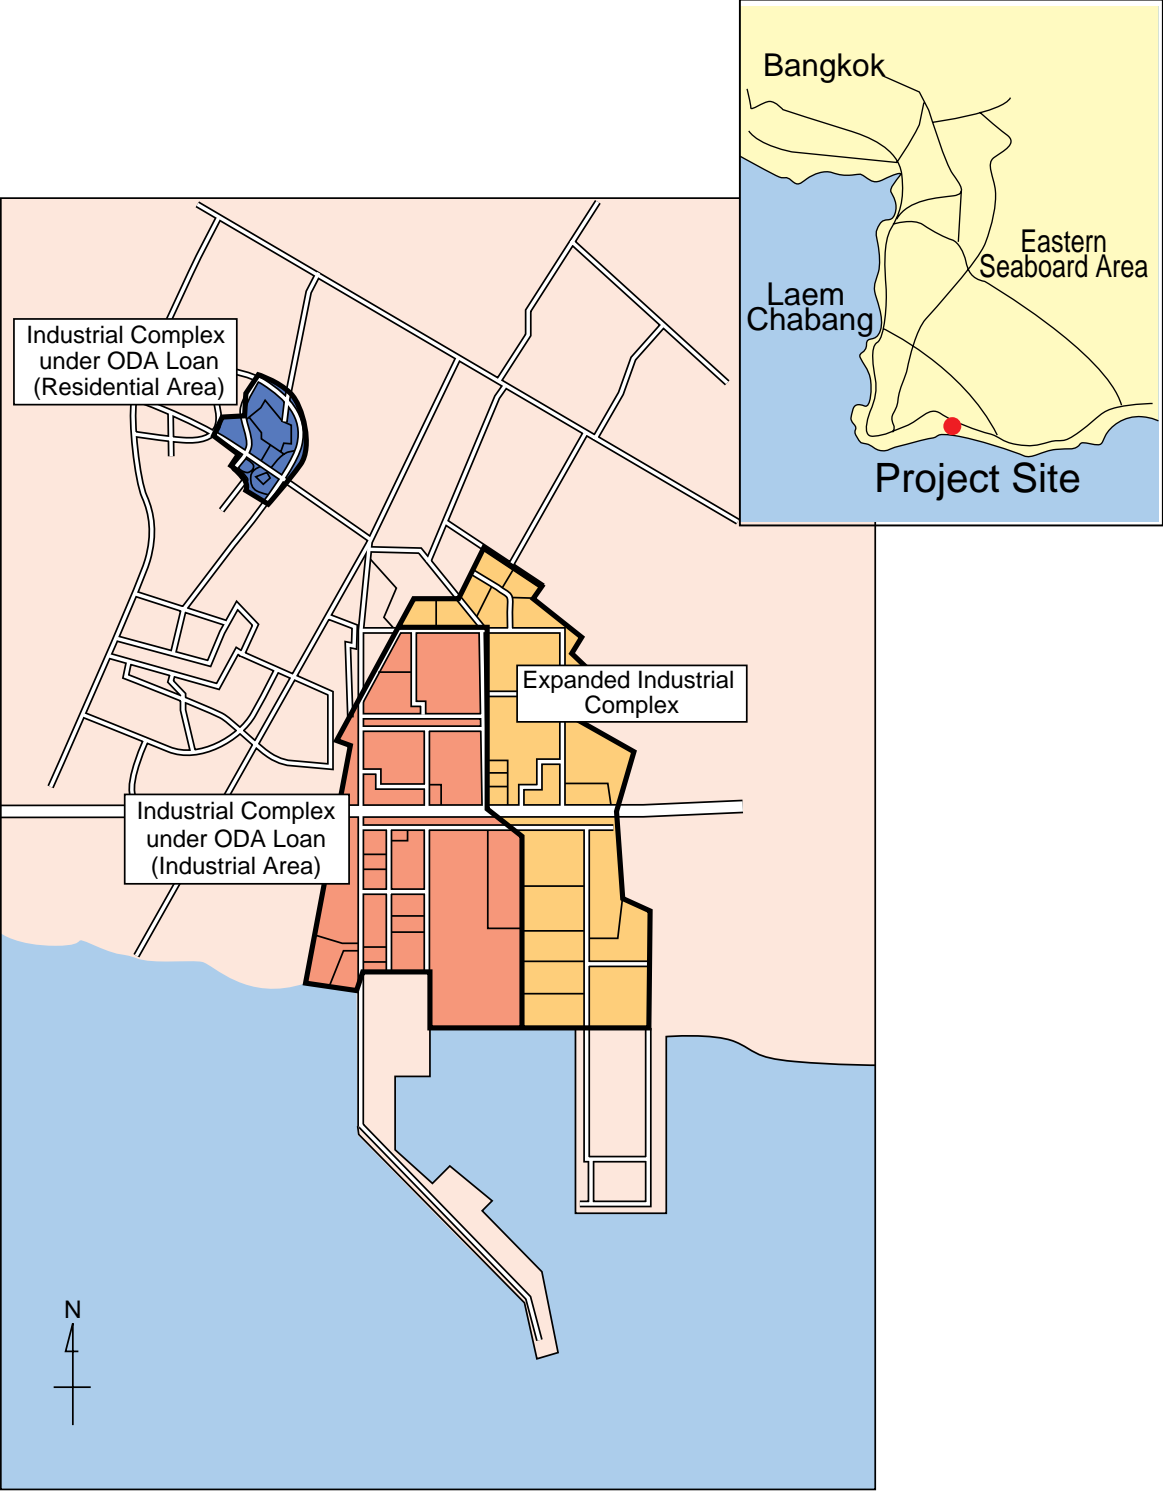 Bangkok
Eastern
Seaboard Area
Laem
Chabang
Project Site
Industrial Complex
under ODA Loan
(Residential Area)
Expanded Industrial
Complex
Industrial Complex
under ODA Loan
(Industrial Area)
N